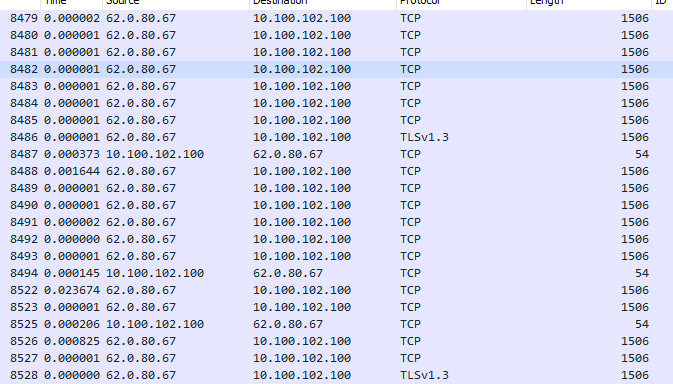 Time Source Destination Protocol Length ID
8479 0.000002 62.0.80.67 10.100.102.100 TCP 1506
8480 0.000001 62.0.80.67 10.100.102.100 TCP 1506
8481 0.000001 62.0.80.67 10.100.102.100 TCP 1506
8482 0.000001 62.0.80.67 10.100.102.100 TCP 1506
8483 0.000001 62.0.80.67 10.100.102.100 TCP 1506
8484 0.000001 62.0.80.67 10.100.102.100 TCP 1506
8485 0.000001 62.0.80.67 10.100.102.100 TCP 1506
8486 0.000001 62.0.80.67 10.100.102.100 TLSv1.3 1506
8487 0.000373 10.100.102.100 62.0.80.67 TCP 54
8488 0.001644 62.0.80.67 10.100.102.100 TCP 1506
8489 0.000001 62.0.80.67 10.100.102.100 TCP 1506
8490 0.000001 62.0.80.67 10.100.102.100 TCP 1506
8491 0.000002 62.0.80.67 10.100.102.100 TCP 1506
8492 0.000000 62.0.80.67 10.100.102.100 TCP 1506
8493 0.000001 62.0.80.67 10.100.102.100 TCP 1506
8494 0.000145 10.100.102.100 62.0.80.67 TCP 54
8522 0.023674 62.0.80.67 10.100.102.100 TCP 1506
8523 0.000001 62.0.80.67 10.100.102.100 TCP 1506
8525 0.000206 10.100.102.100 62.0.80.67 TCP 54
8526 0.000825 62.0.80.67 10.100.102.100 TCP 1506
8527 0.000001 62.0.80.67 10.100.102.100 TCP 1506
8528 0.000000 62.0.80.67 10.100.102.100 TLSv1.3 1506